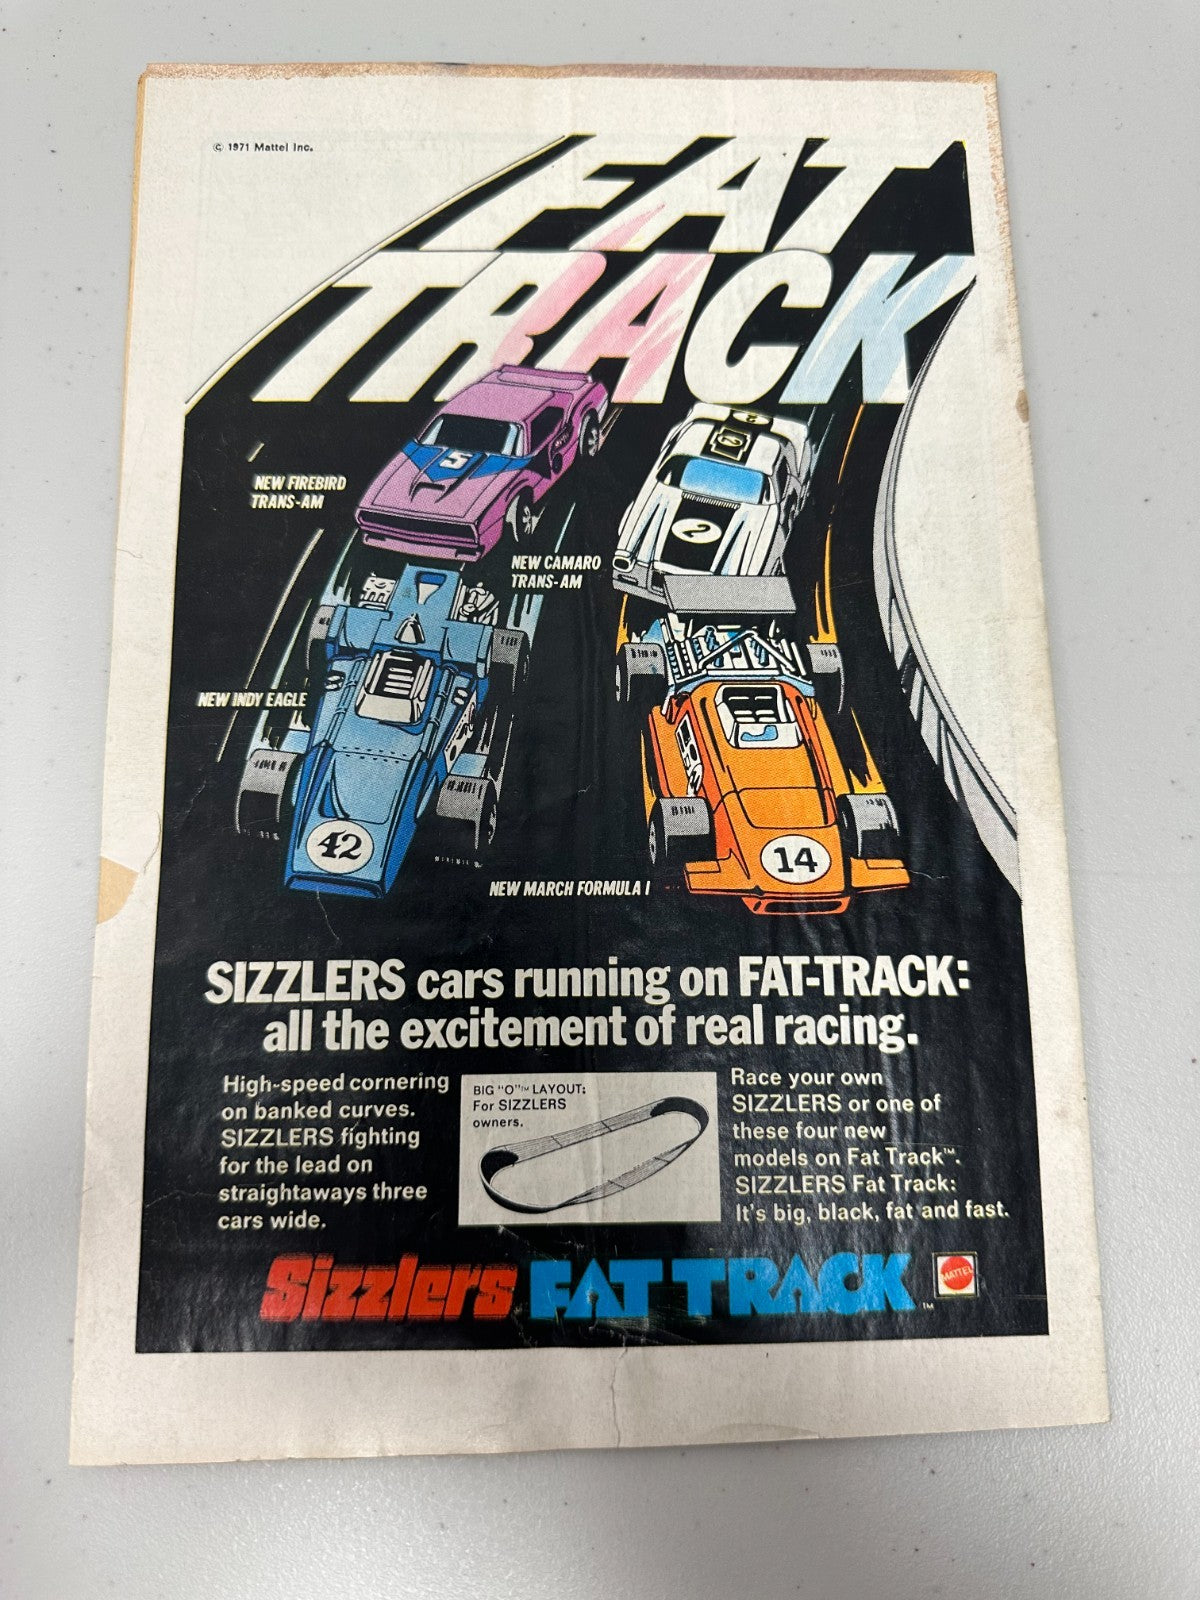 © 1971 Mattel Inc.
FAT
TRACK
5
2
2
2
NEW FIREBIRD
TRANS-AM
NEW CAMARO
TRANS-AM
NEW INDY EAGLE
42
14
NEW MARCH FORMULA I
SIZZLERS cars running on FAT-TRACK:
all the excitement of real racing.
High-speed cornering
on banked curves.
SIZZLERS fighting
for the lead on
straightaways three
cars wide.
BIG "O"™ LAYOUT:
For SIZZLERS
owners.
Race your own
SIZZLERS or one of
these four new
models on Fat Track™.
SIZZLERS Fat Track:
It's big, black, fat and fast.
Sizzlers® FAT TRACK™
MATTEL